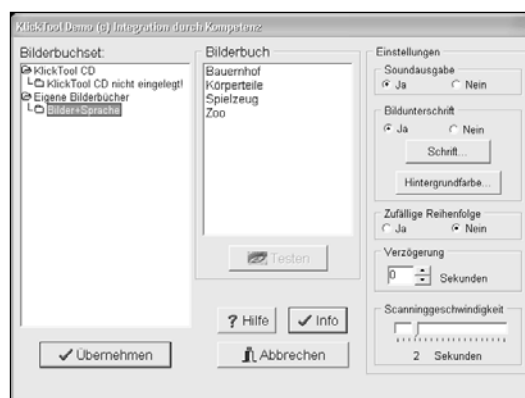 KlickTool Demo (c) Integration durch Kompetenz
Bilderbuchset:
KlickTool CD
KlickTool CD nicht eingelegt!
Eigene Bilderbücher
Bilder+Sprache
Übernehmen
Bilderbuch
Bauernhof
Körperteile
Spielzeug
Zoo
Testen
? Hilfe
Info
Abbrechen
Einstellungen
Soundausgabe
Ja Nein
Bildunterschrift
Ja Nein
Schrift...
Hintergrundfarbe...
Zufällige Reihenfolge
Ja Nein
Verzögerung
0 Sekunden
Scanninggeschwindigkeit
2 Sekunden